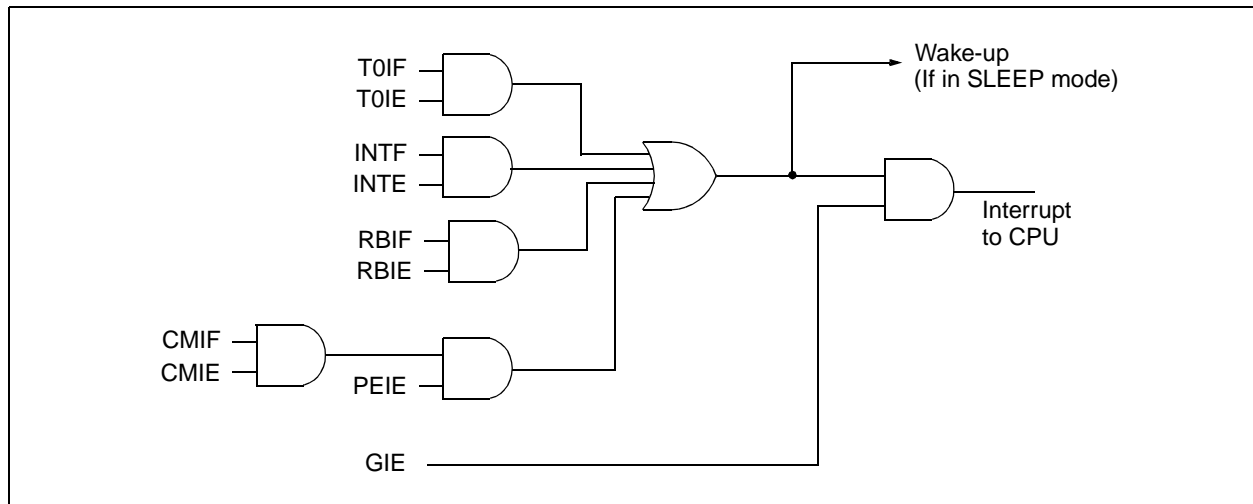 Wake-up
(If in SLEEP mode)
T0IF
T0IE
INTF
INTE
Interrupt
to CPU
RBIF
RBIE
CMIF
CMIE
PEIE
GIE